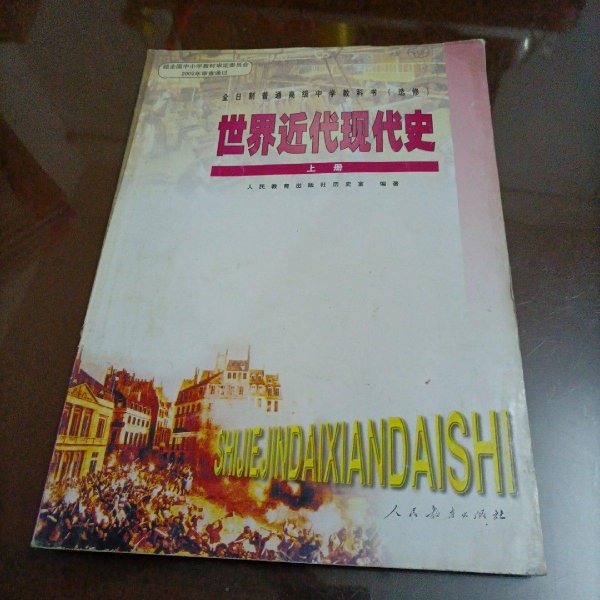 经全国中小学教材审定委员会
2002年审查通过
全日制普通高级中学教科书（选修）
世界近代现代史
上册
人民教育出版社历史室 编著
SHIJIEJINDAIXIANDAISHI
人民教育出版社